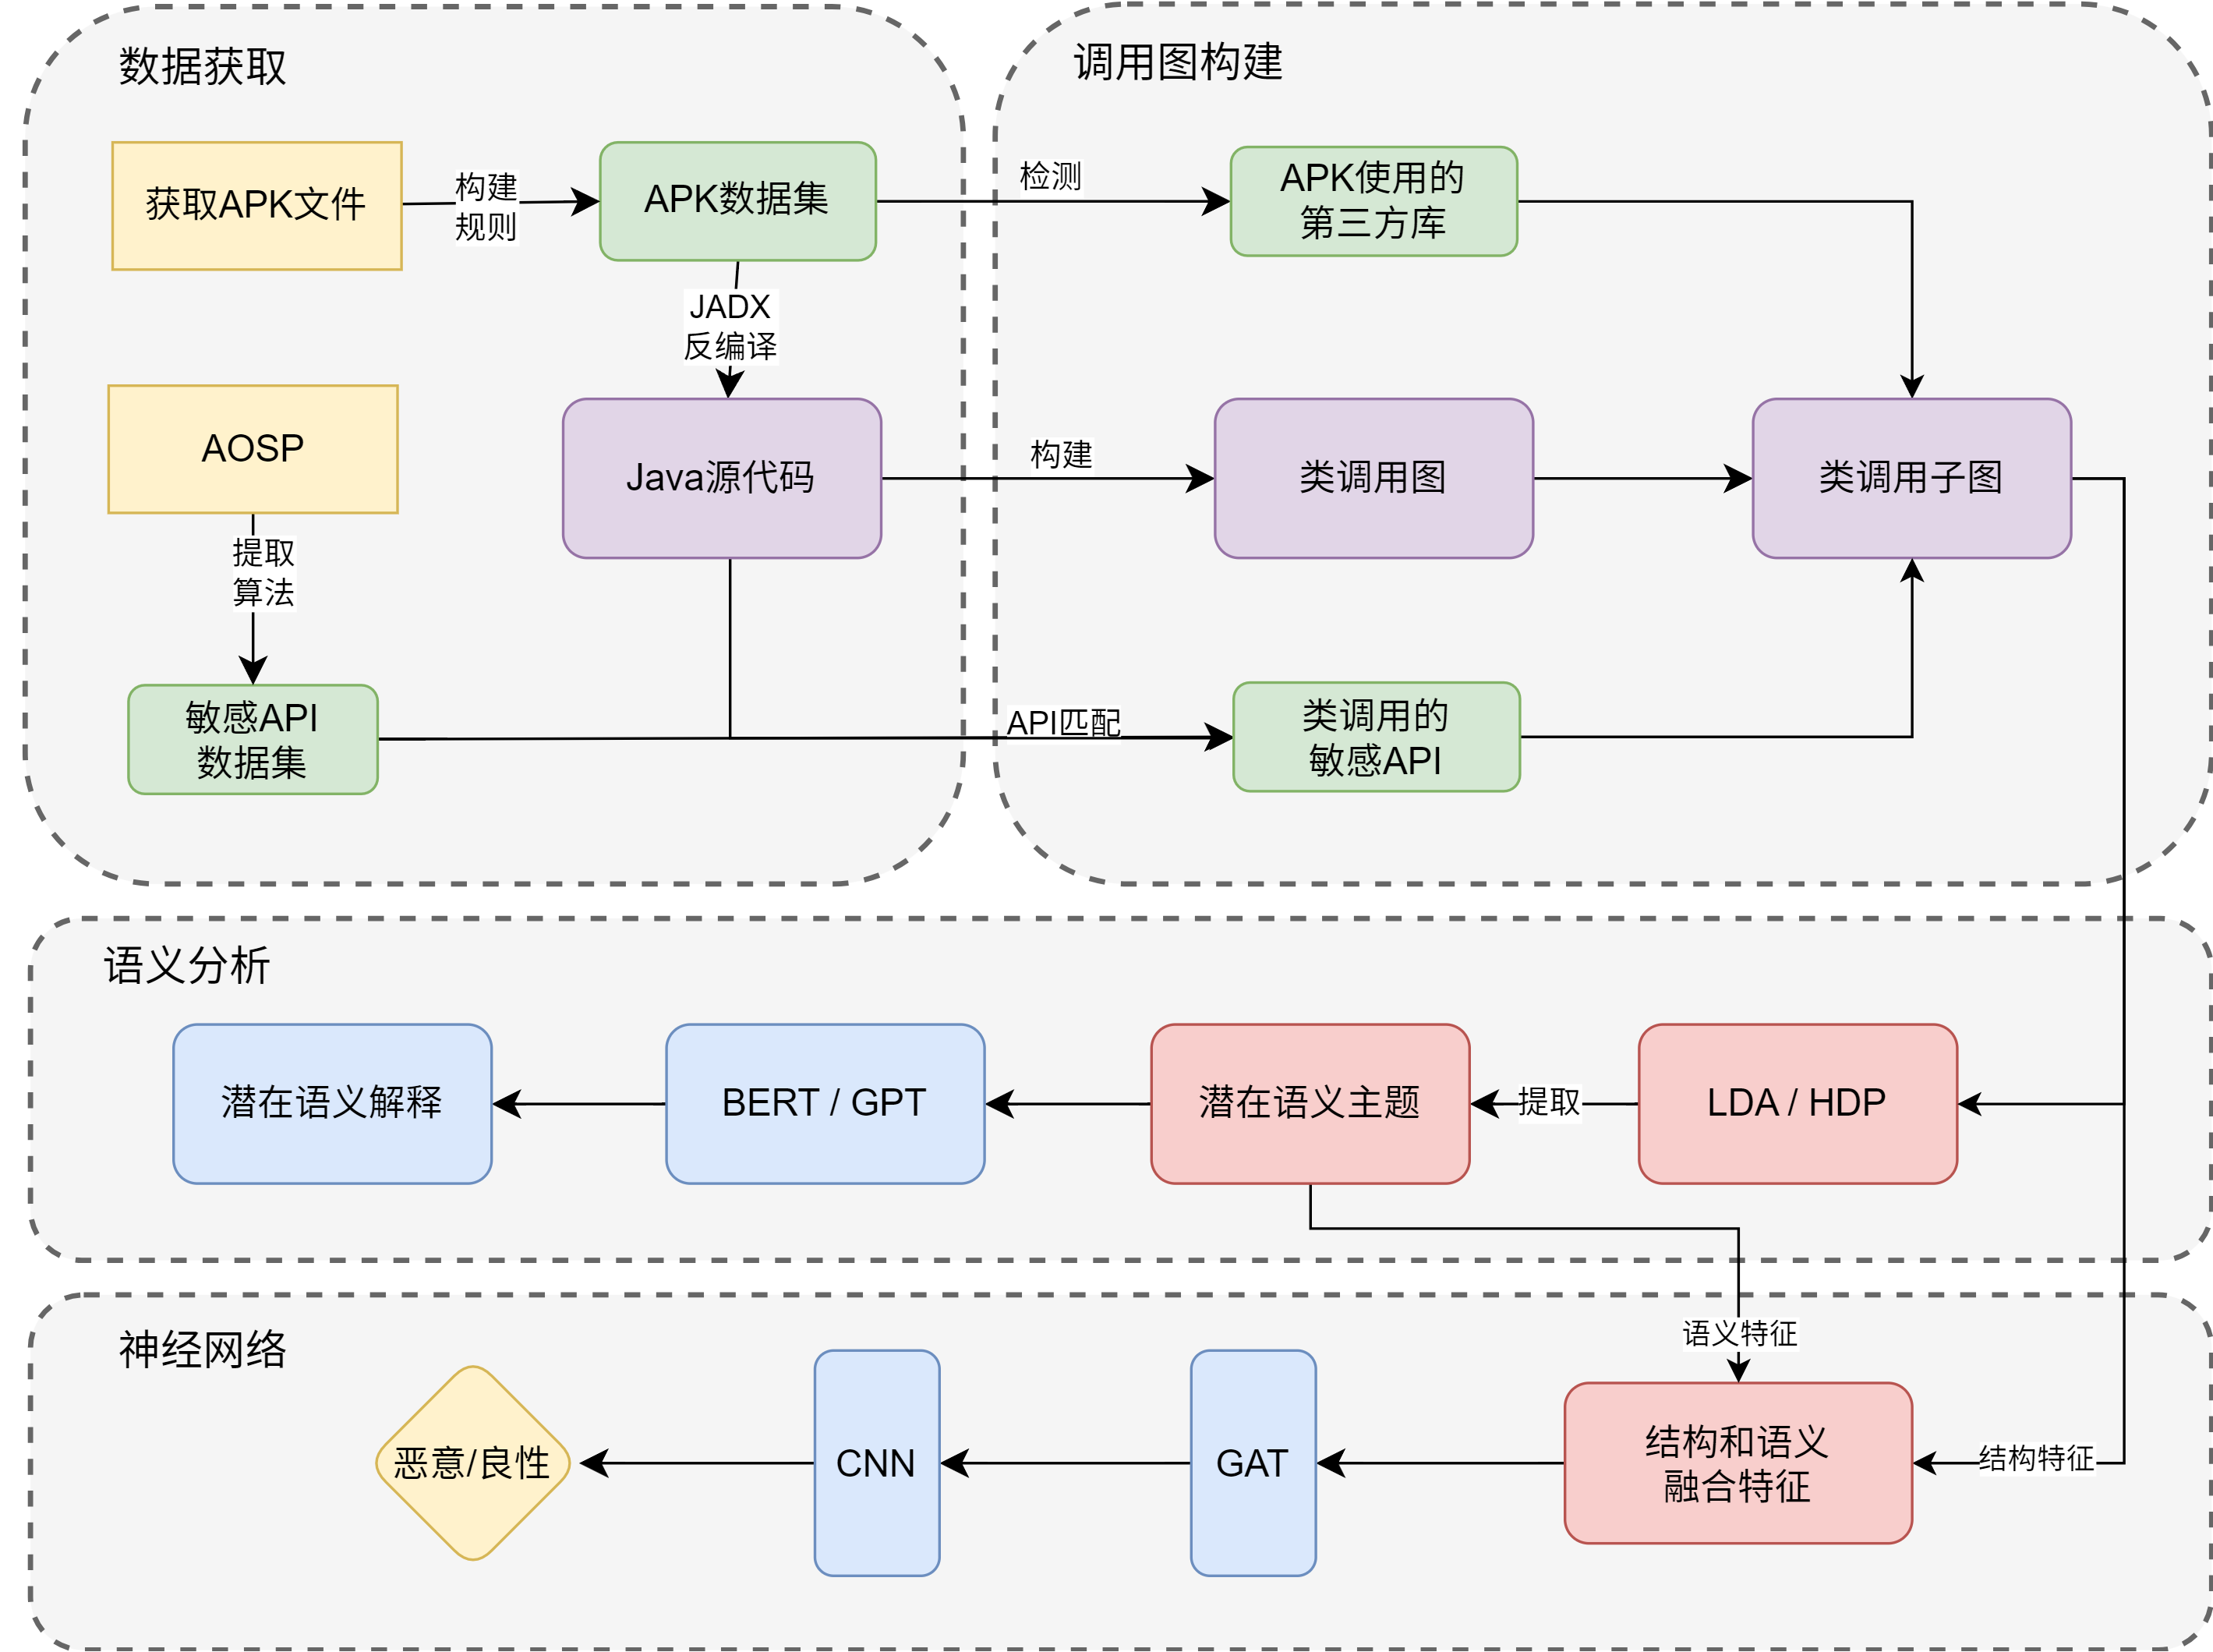 数据获取
获取APK文件
构建
规则
APK数据集
JADX
反编译
AOSP
Java源代码
提取
算法
敏感API
数据集
调用图构建
检测
APK使用的
第三方库
构建
类调用图
类调用子图
API匹配
类调用的
敏感API
语义分析
潜在语义解释
BERT / GPT
潜在语义主题
提取
LDA / HDP
神经网络
语义特征
恶意/良性
CNN
GAT
结构和语义
融合特征
结构特征